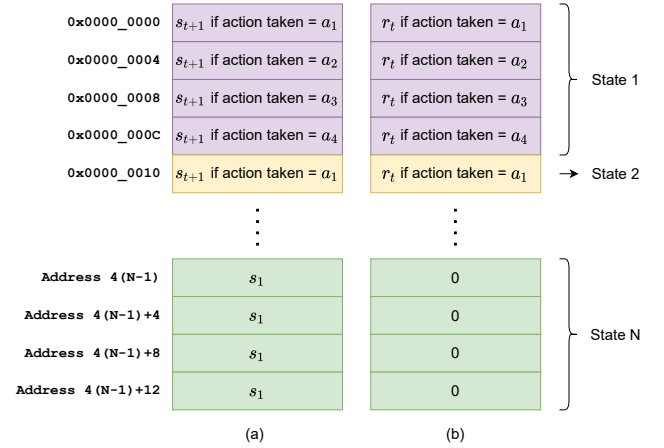 0x0000_0000 s_{t+1} if action taken = a_1 r_t if action taken = a_1
0x0000_0004 s_{t+1} if action taken = a_2 r_t if action taken = a_2
State 1
0x0000_0008 s_{t+1} if action taken = a_3 r_t if action taken = a_3
0x0000_000C s_{t+1} if action taken = a_4 r_t if action taken = a_4
0x0000_0010 s_{t+1} if action taken = a_1 r_t if action taken = a_1 State 2
Address 4(N-1) s_1 0
Address 4(N-1)+4 s_1 0
State N
Address 4(N-1)+8 s_1 0
Address 4(N-1)+12 s_1 0
(a) (b)